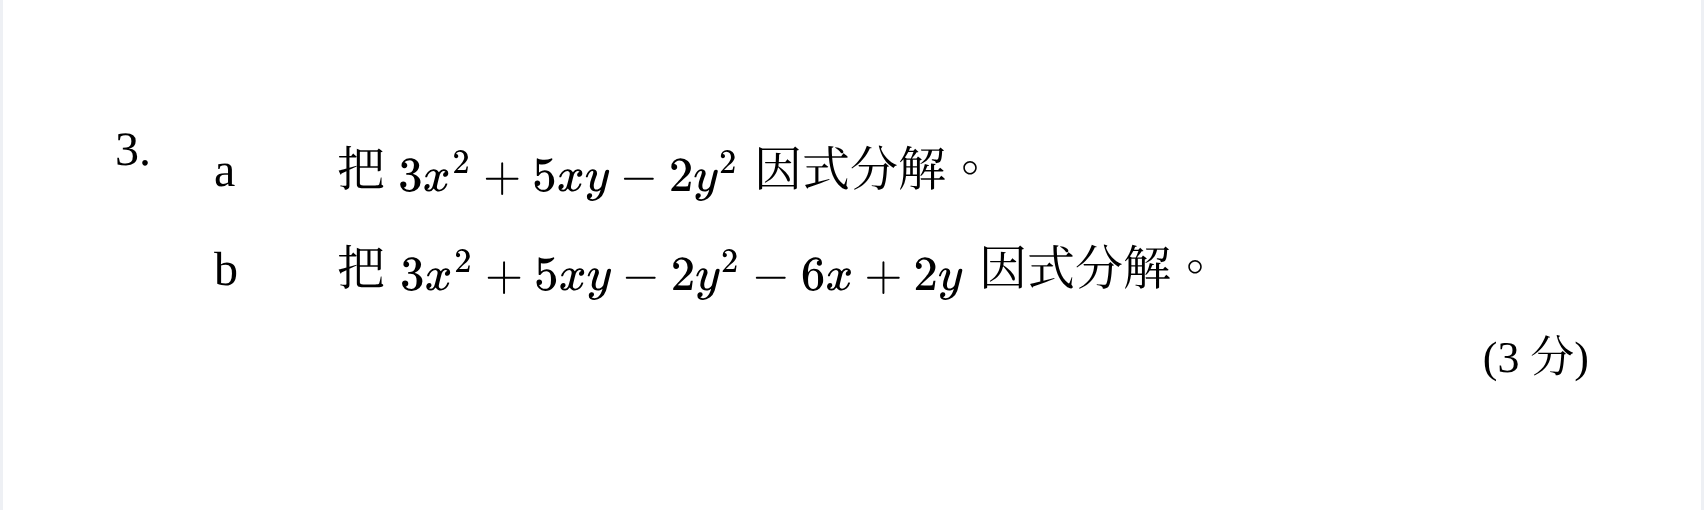 3. a 把 3x² + 5xy − 2y² 因式分解。
b 把 3x² + 5xy − 2y² − 6x + 2y 因式分解。
(3 分)